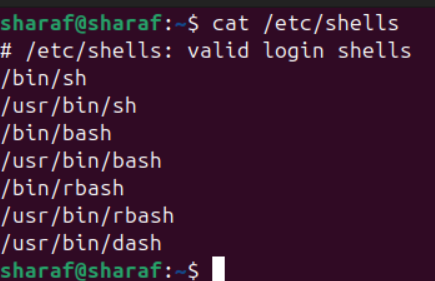 sharaf@sharaf:~$ cat /etc/shells
# /etc/shells: valid login shells
/bin/sh
/usr/bin/sh
/bin/bash
/usr/bin/bash
/bin/rbash
/usr/bin/rbash
/usr/bin/dash
sharaf@sharaf:~$